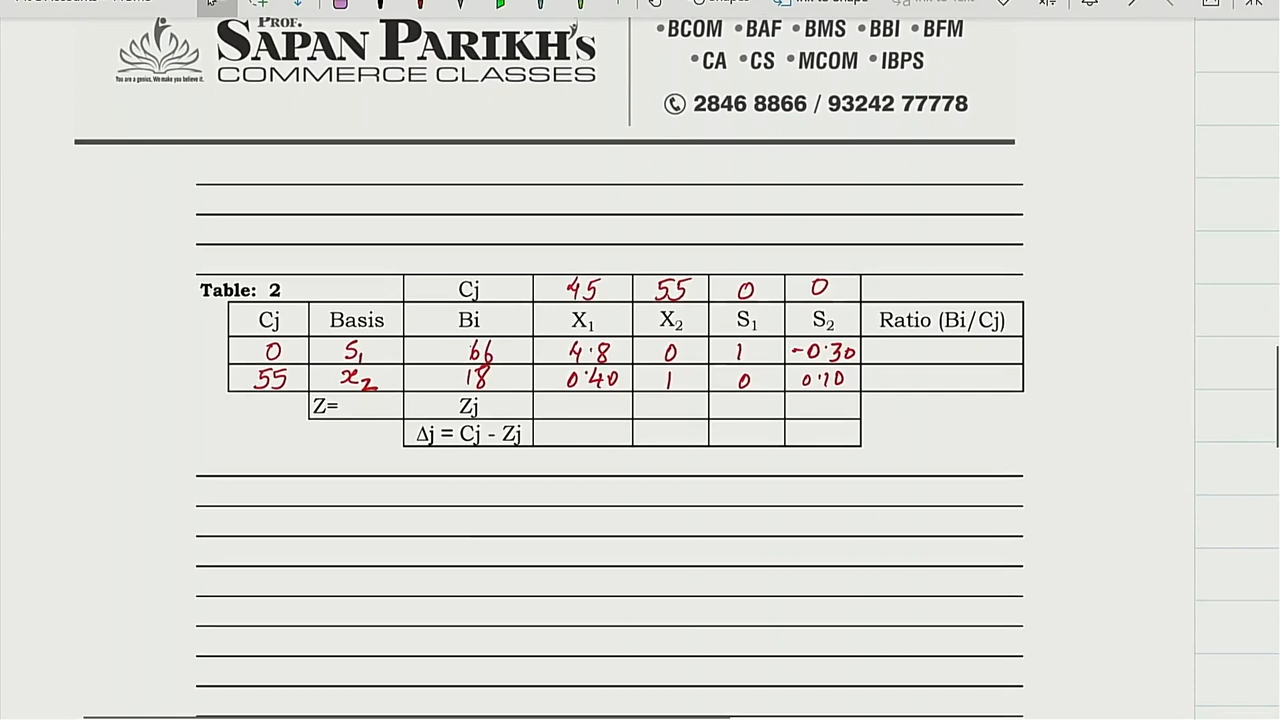 PROF.
SAPAN PARIKH's
COMMERCE CLASSES
You are a genius, We make you believe it.
•BCOM •BAF •BMS •BBI •BFM
•CA •CS •MCOM •IBPS
2846 8866 / 93242 77778
Table: 2 Cj 45 55 0 0
Cj Basis Bi X₁ X₂ S₁ S₂ Ratio (Bi/Cj)
0 S₁ 66 4.8 0 1 -0.30
55 x₂ 18 0.40 1 0 0.10
Z= Zj
Δj = Cj - Zj